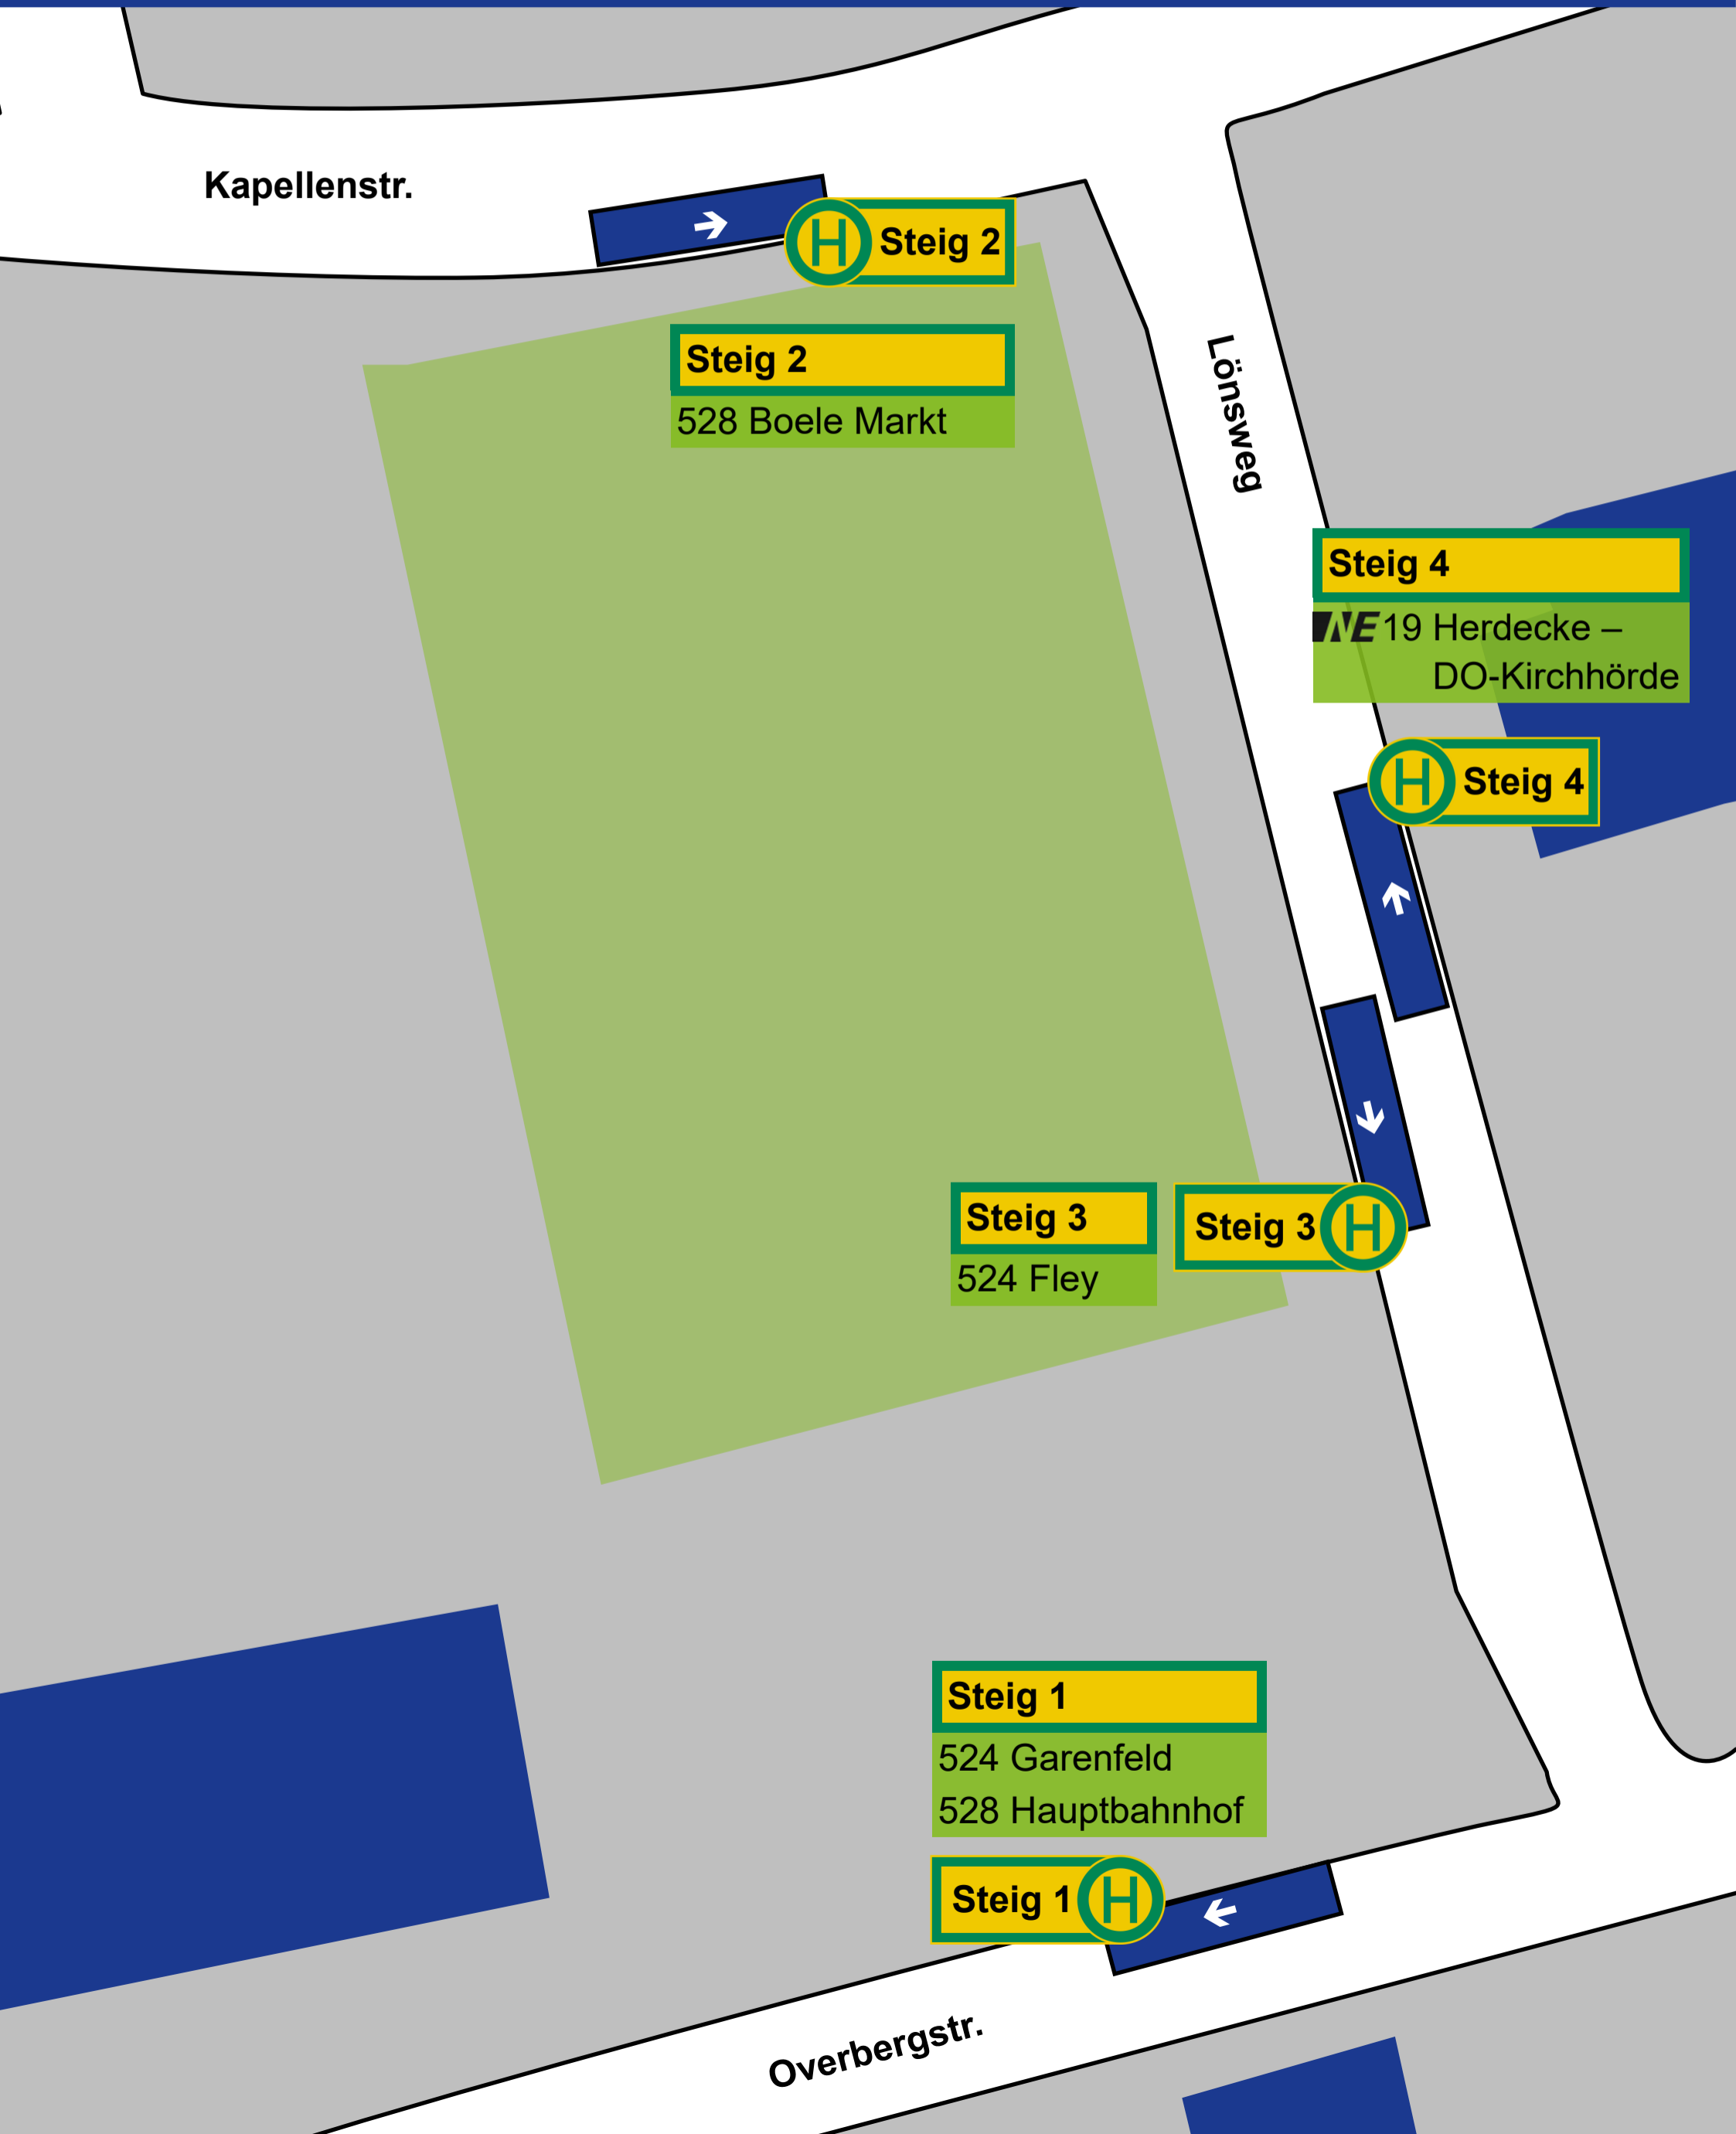 Kapellenstr.
H Steig 2
Steig 2
528 Boele Markt
Lönsweg
Steig 4
NE 19 Herdecke –
DO-Kirchhörde
H Steig 4
Steig 3
524 Fley
Steig 3 H
Steig 1
524 Garenfeld
528 Hauptbahnhof
Steig 1 H
Overbergstr.